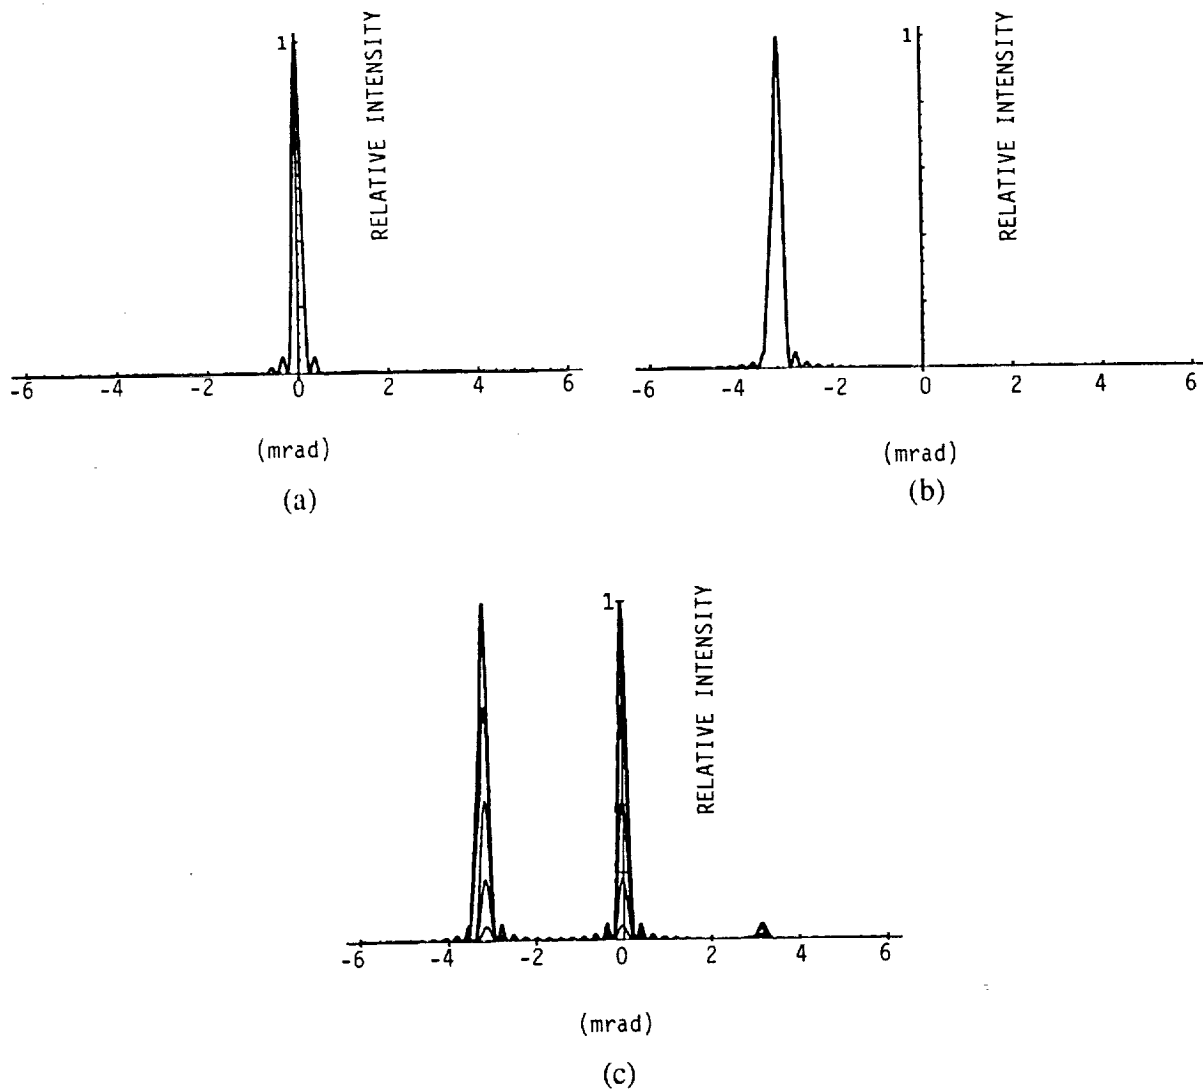 RELATIVE INTENSITY
1
-6 -4 -2 0 2 4 6
(mrad)
(a)
RELATIVE INTENSITY
1
-6 -4 -2 0 2 4 6
(mrad)
(b)
RELATIVE INTENSITY
1
-6 -4 -2 0 2 4 6
(mrad)
(c)